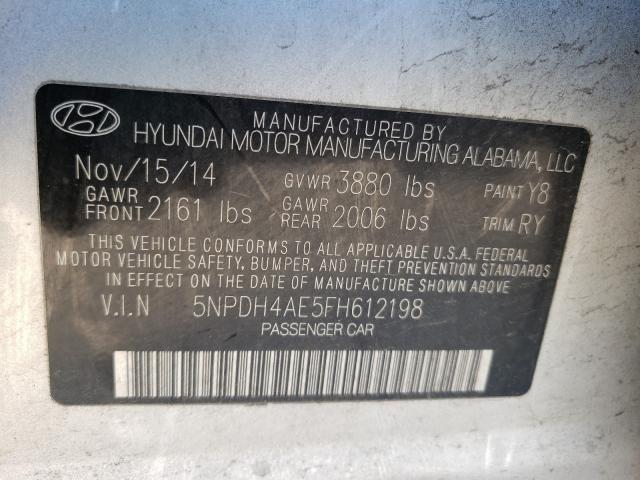 MANUFACTURED BY
HYUNDAI MOTOR MANUFACTURING ALABAMA, LLC
Nov/15/14 GVWR 3880 lbs PAINT Y8
GAWR FRONT 2161 lbs GAWR REAR 2006 lbs TRIM RY
THIS VEHICLE CONFORMS TO ALL APPLICABLE U.S.A. FEDERAL
MOTOR VEHICLE SAFETY, BUMPER, AND THEFT PREVENTION STANDARDS
IN EFFECT ON THE DATE OF MANUFACTURE SHOWN ABOVE.
V.I.N 5NPDH4AE5FH612198
PASSENGER CAR